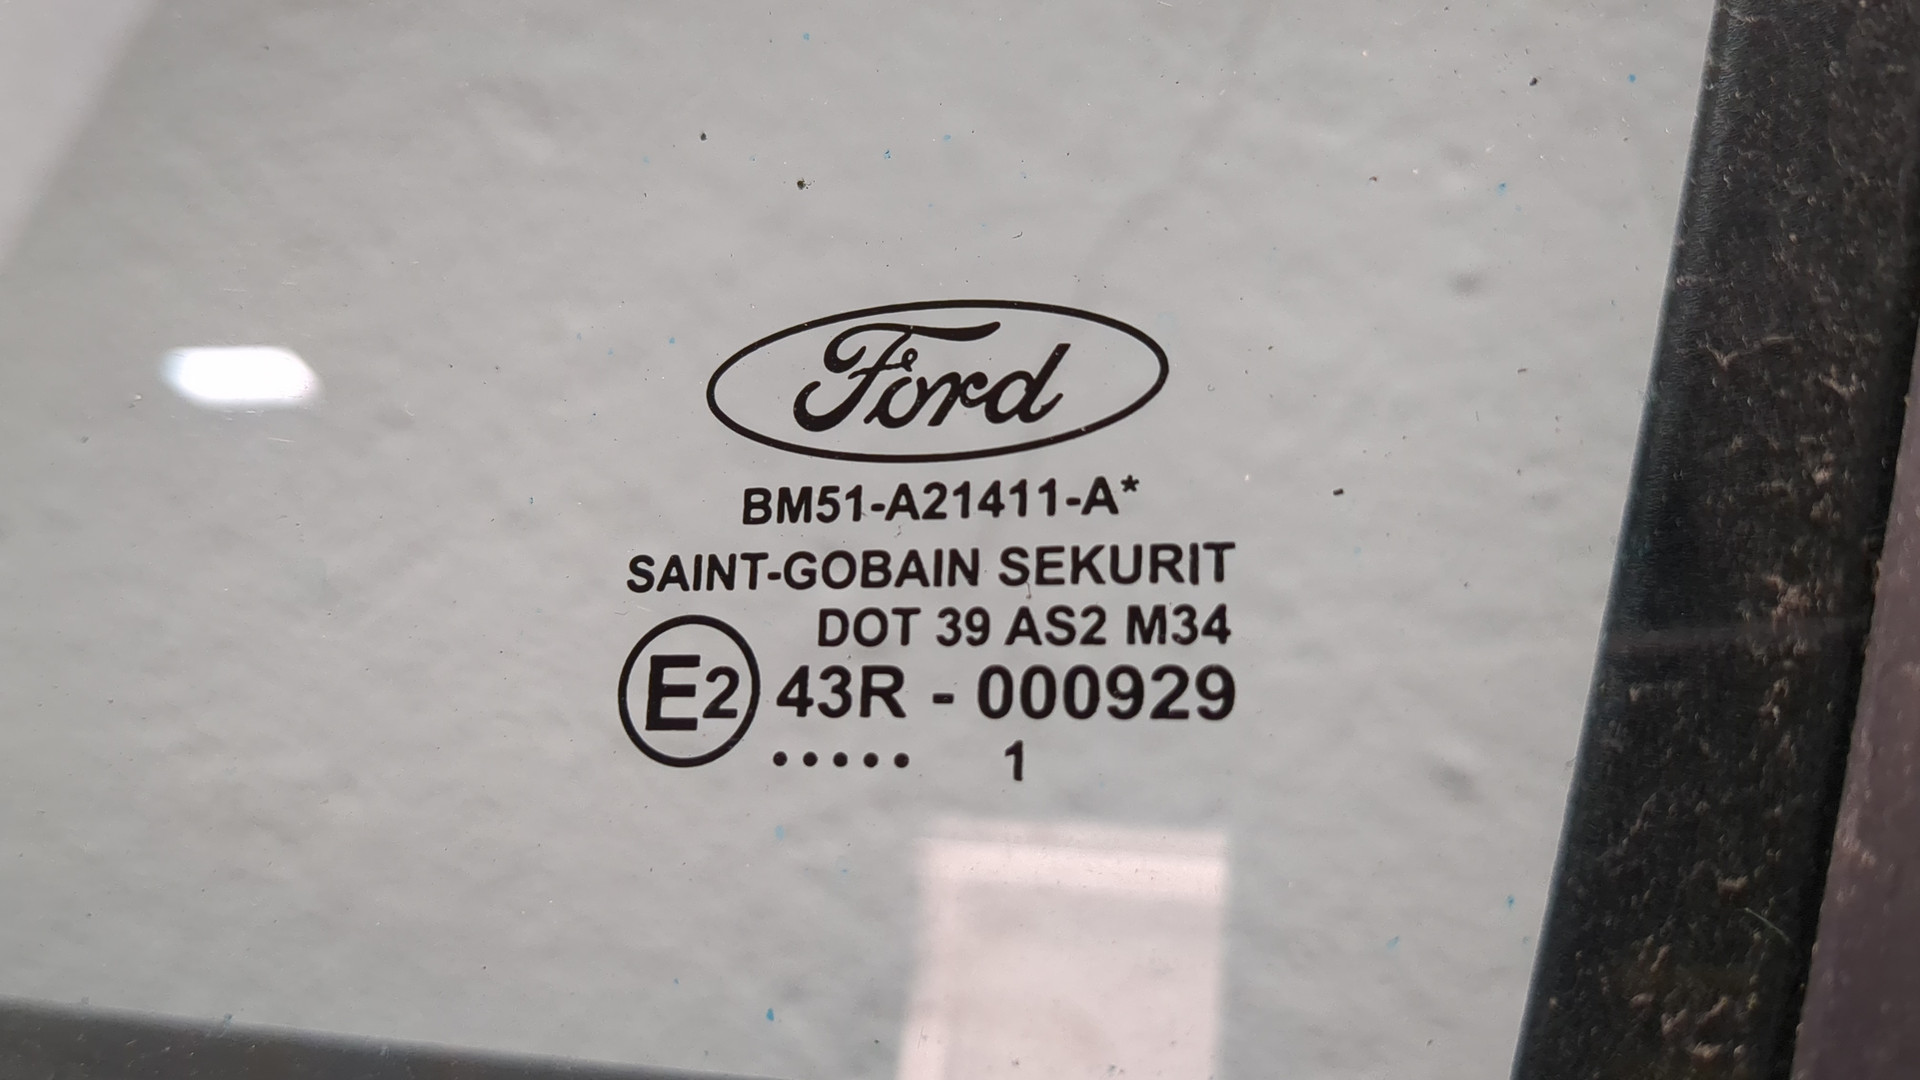 Ford
BM51-A21411-A*
SAINT-GOBAIN SEKURIT
DOT 39 AS2 M34
E2 43R - 000929
..... 1